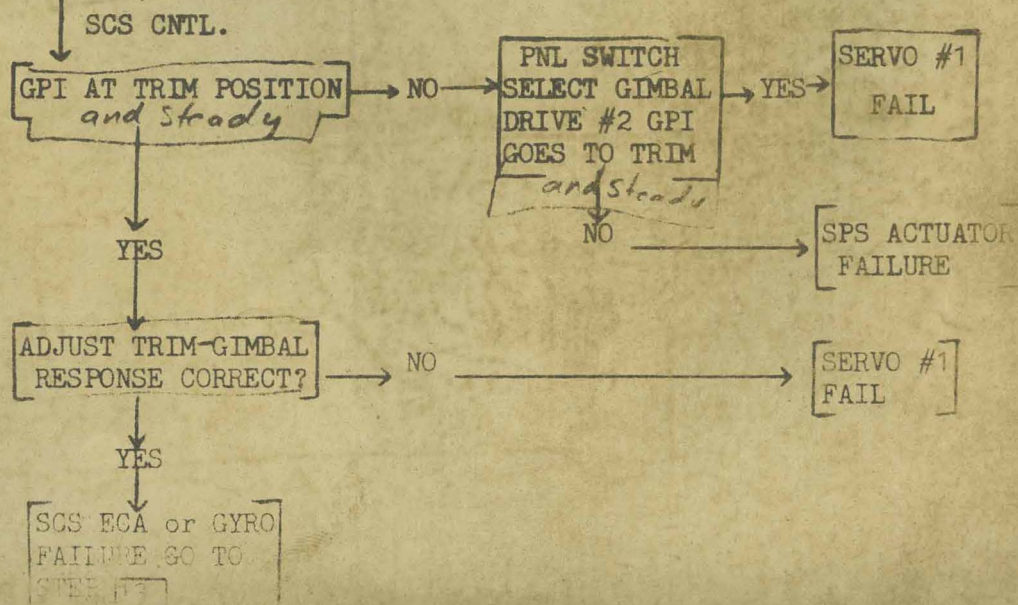 SCS CNTL.
GPI AT TRIM POSITION
and Steady
NO
PNL SWITCH
SELECT GIMBAL
DRIVE #2 GPI
GOES TO TRIM
and steady
YES
SERVO #1
FAIL
NO
SPS ACTUATOR
FAILURE
YES
ADJUST TRIM-GIMBAL
RESPONSE CORRECT?
NO
SERVO #1
FAIL
YES
SCS ECA or GYRO
FAILURE GO TO
STEP